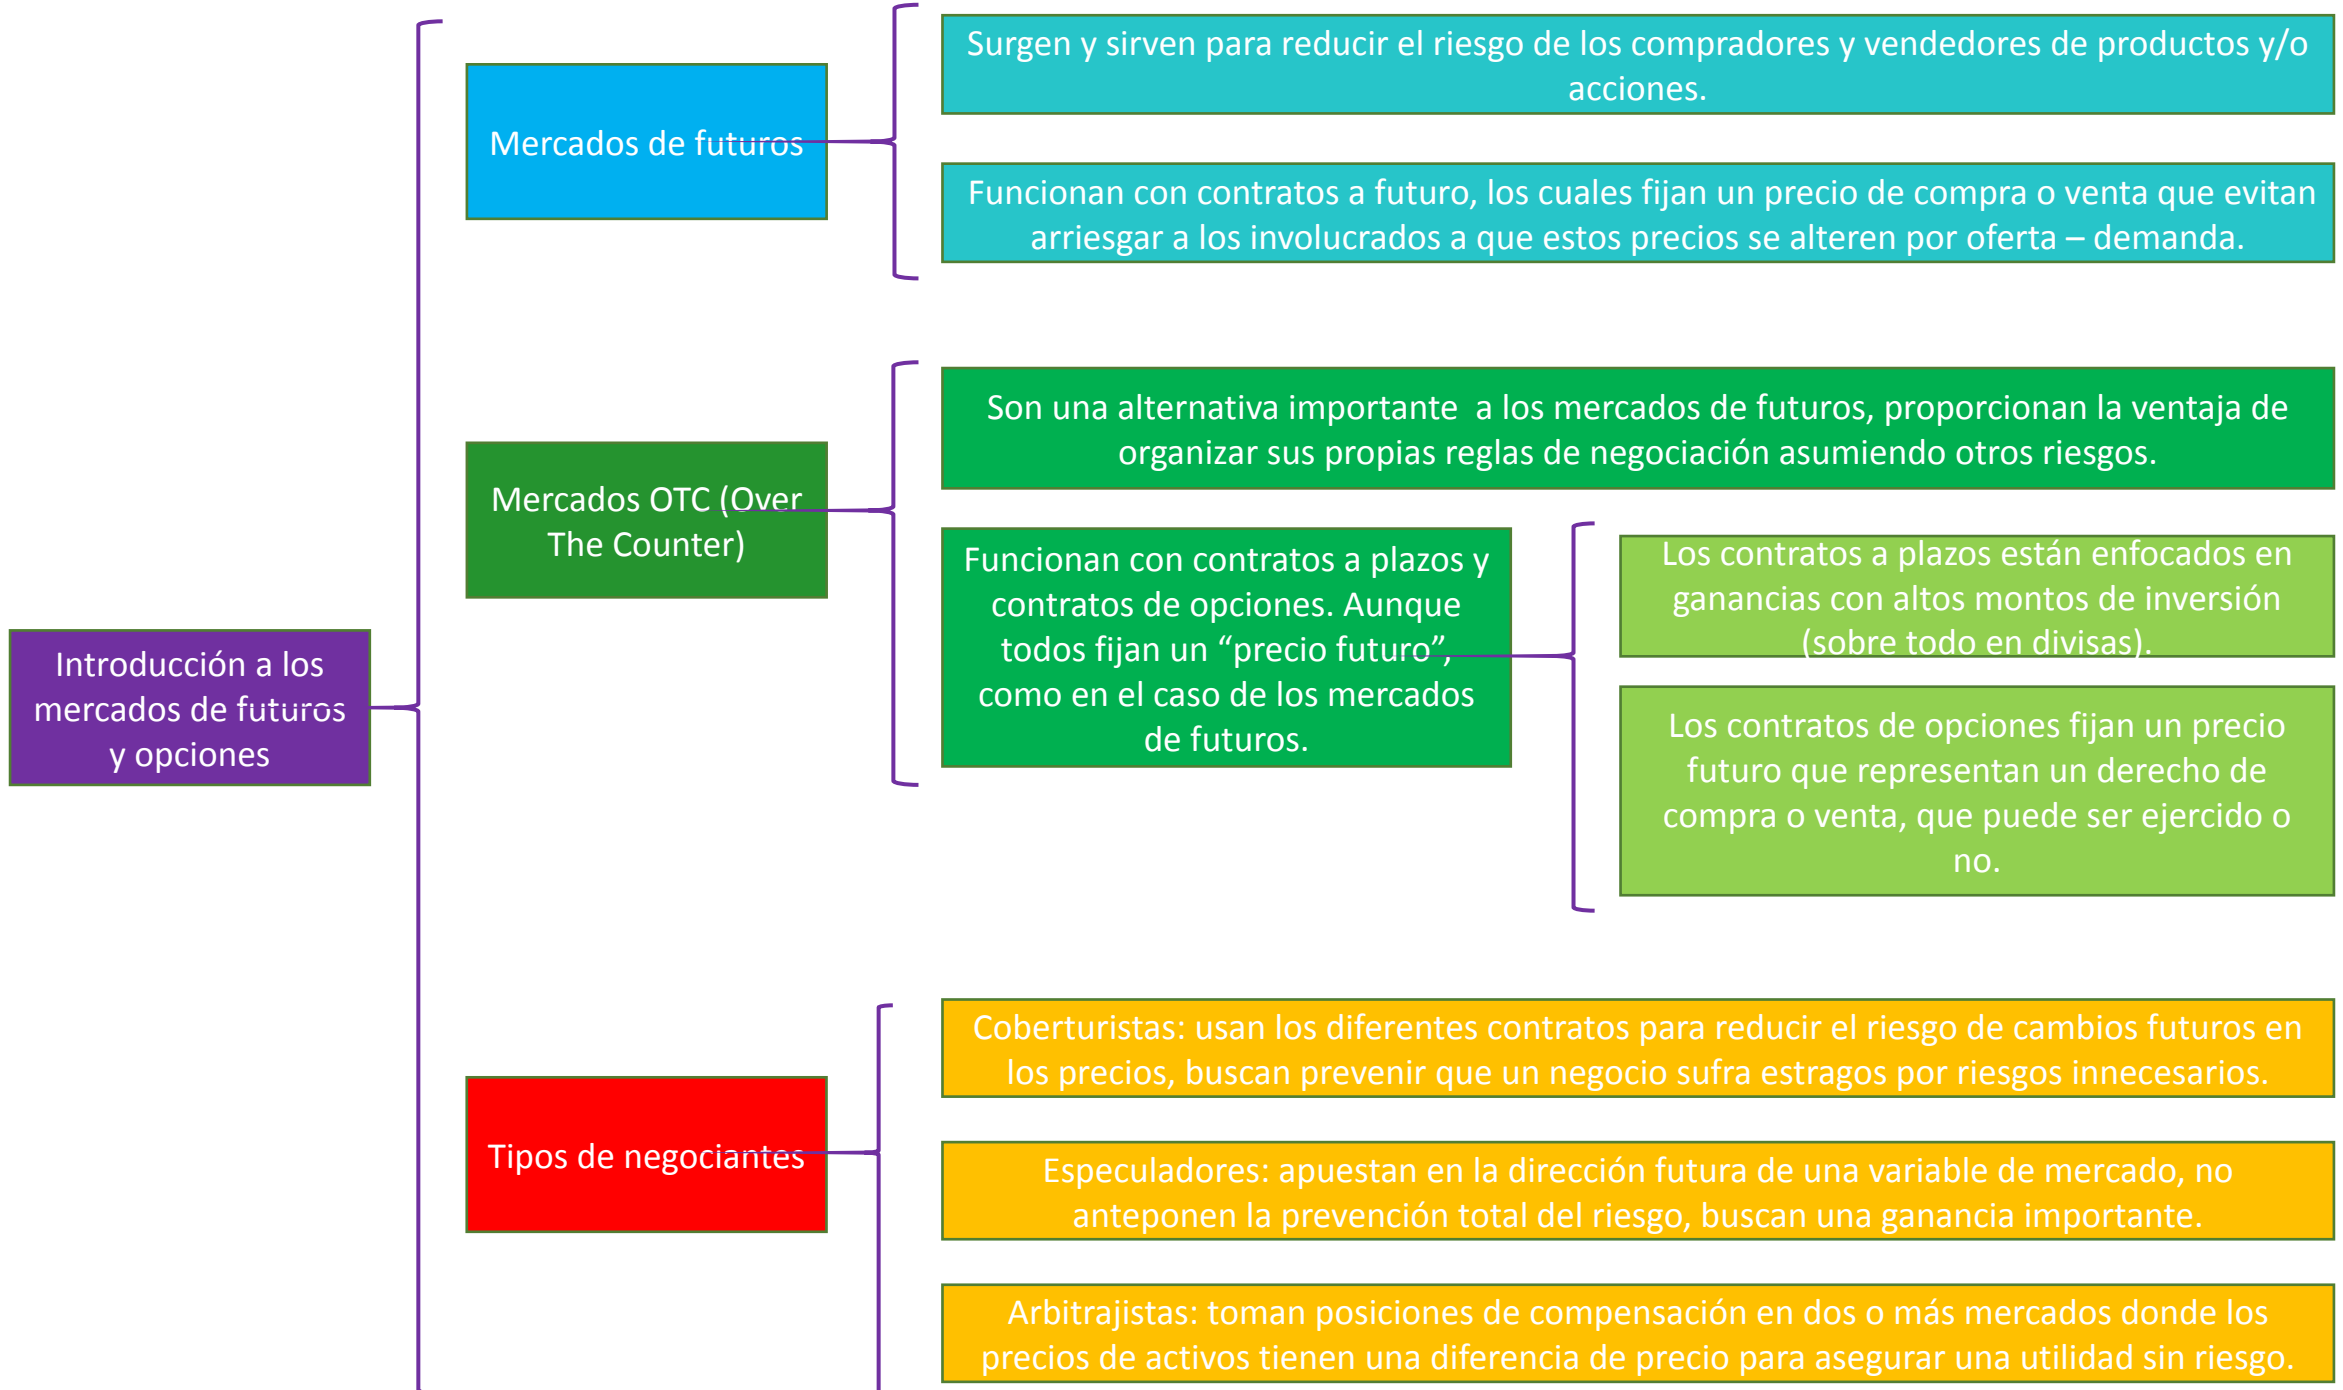 Introducción a los
mercados de futuros
y opciones
Mercados de futuros
Surgen y sirven para reducir el riesgo de los compradores y vendedores de productos y/o
acciones.
Funcionan con contratos a futuro, los cuales fijan un precio de compra o venta que evitan
arriesgar a los involucrados a que estos precios se alteren por oferta – demanda.
Mercados OTC (Over
The Counter)
Son una alternativa importante  a los mercados de futuros, proporcionan la ventaja de
organizar sus propias reglas de negociación asumiendo otros riesgos.
Funcionan con contratos a plazos y
contratos de opciones. Aunque
todos fijan un “precio futuro”,
como en el caso de los mercados
de futuros.
Los contratos a plazos están enfocados en
ganancias con altos montos de inversión
(sobre todo en divisas).
Los contratos de opciones fijan un precio
futuro que representan un derecho de
compra o venta, que puede ser ejercido o
no.
Tipos de negociantes
Coberturistas: usan los diferentes contratos para reducir el riesgo de cambios futuros en
los precios, buscan prevenir que un negocio sufra estragos por riesgos innecesarios.
Especuladores: apuestan en la dirección futura de una variable de mercado, no
anteponen la prevención total del riesgo, buscan una ganancia importante.
Arbitrajistas: toman posiciones de compensación en dos o más mercados donde los
precios de activos tienen una diferencia de precio para asegurar una utilidad sin riesgo.